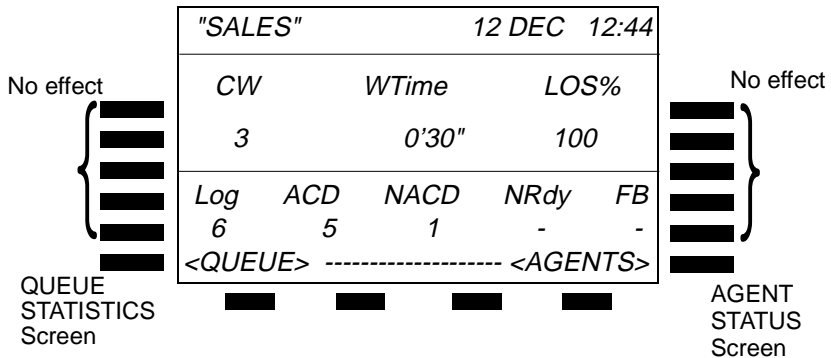 "SALES" 12 DEC 12:44
No effect
CW WTime LOS%
No effect
3 0'30" 100
Log ACD NACD NRdy FB
6 5 1 - -
<QUEUE> -------------------- <AGENTS>
QUEUE
STATISTICS
Screen
AGENT
STATUS
Screen